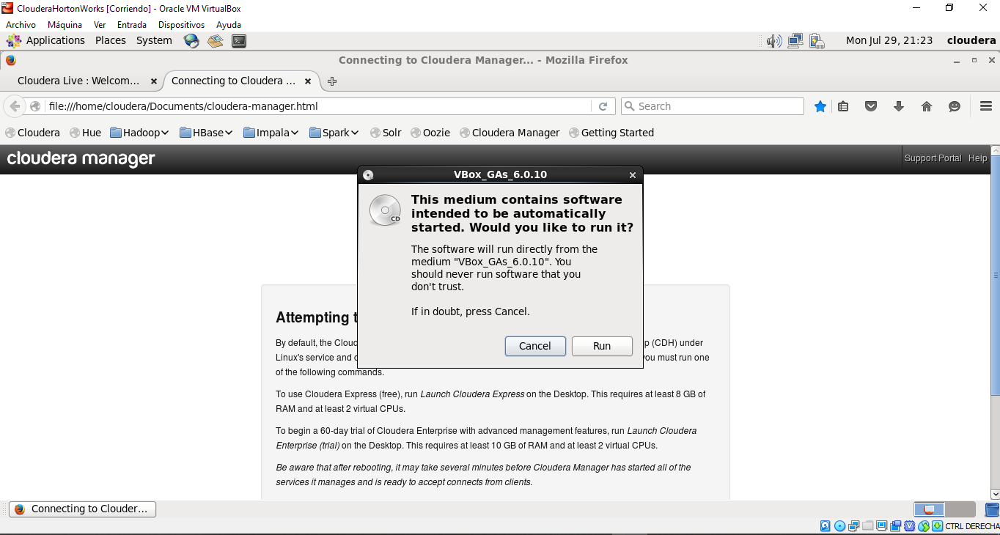 ClouderaHortonWorks [Corriendo] - Oracle VM VirtualBox
Archivo Máquina Ver Entrada Dispositivos Ayuda
Applications Places System Mon Jul 29, 21:23 cloudera
Connecting to Cloudera Manager... - Mozilla Firefox
Cloudera Live : Welcom... Connecting to Cloudera ...
file:///home/cloudera/Documents/cloudera-manager.html Search
Cloudera Hue Hadoop HBase Impala Spark Solr Oozie Cloudera Manager Getting Started
cloudera manager Support Portal Help
VBox_GAs_6.0.10
This medium contains software
intended to be automatically
started. Would you like to run it?
CD
The software will run directly from the
medium "VBox_GAs_6.0.10". You
should never run software that you
don't trust.
If in doubt, press Cancel.
Cancel Run
Attempting t
By default, the Cloud p (CDH) under
Linux's service and c you must run one
of the following commands.
To use Cloudera Express (free), run Launch Cloudera Express on the Desktop. This requires at least 8 GB of
RAM and at least 2 virtual CPUs.
To begin a 60-day trial of Cloudera Enterprise with advanced management features, run Launch Cloudera
Enterprise (trial) on the Desktop. This requires at least 10 GB of RAM and at least 2 virtual CPUs.
Be aware that after rebooting, it may take several minutes before Cloudera Manager has started all of the
services it manages and is ready to accept connects from clients.
Connecting to Clouder...
CTRL DERECHA